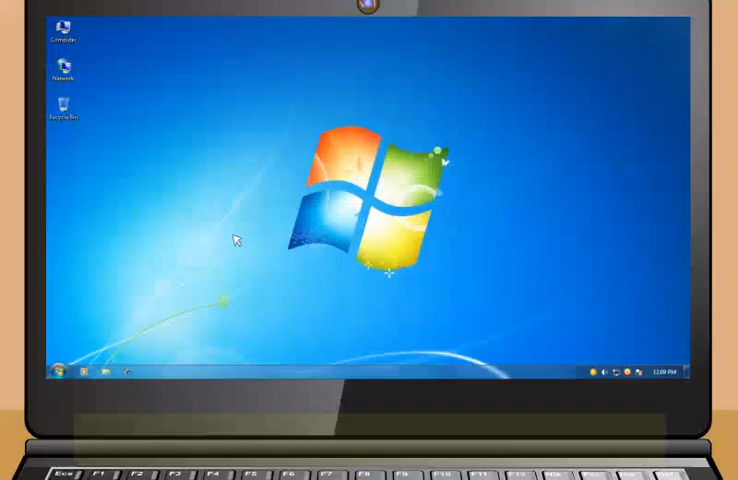 Computer
Network
Recycle Bin
12:09 PM
Esc F1 F2 F3 F4 F5 F6 F7 F8 F9 F10 F11 F12